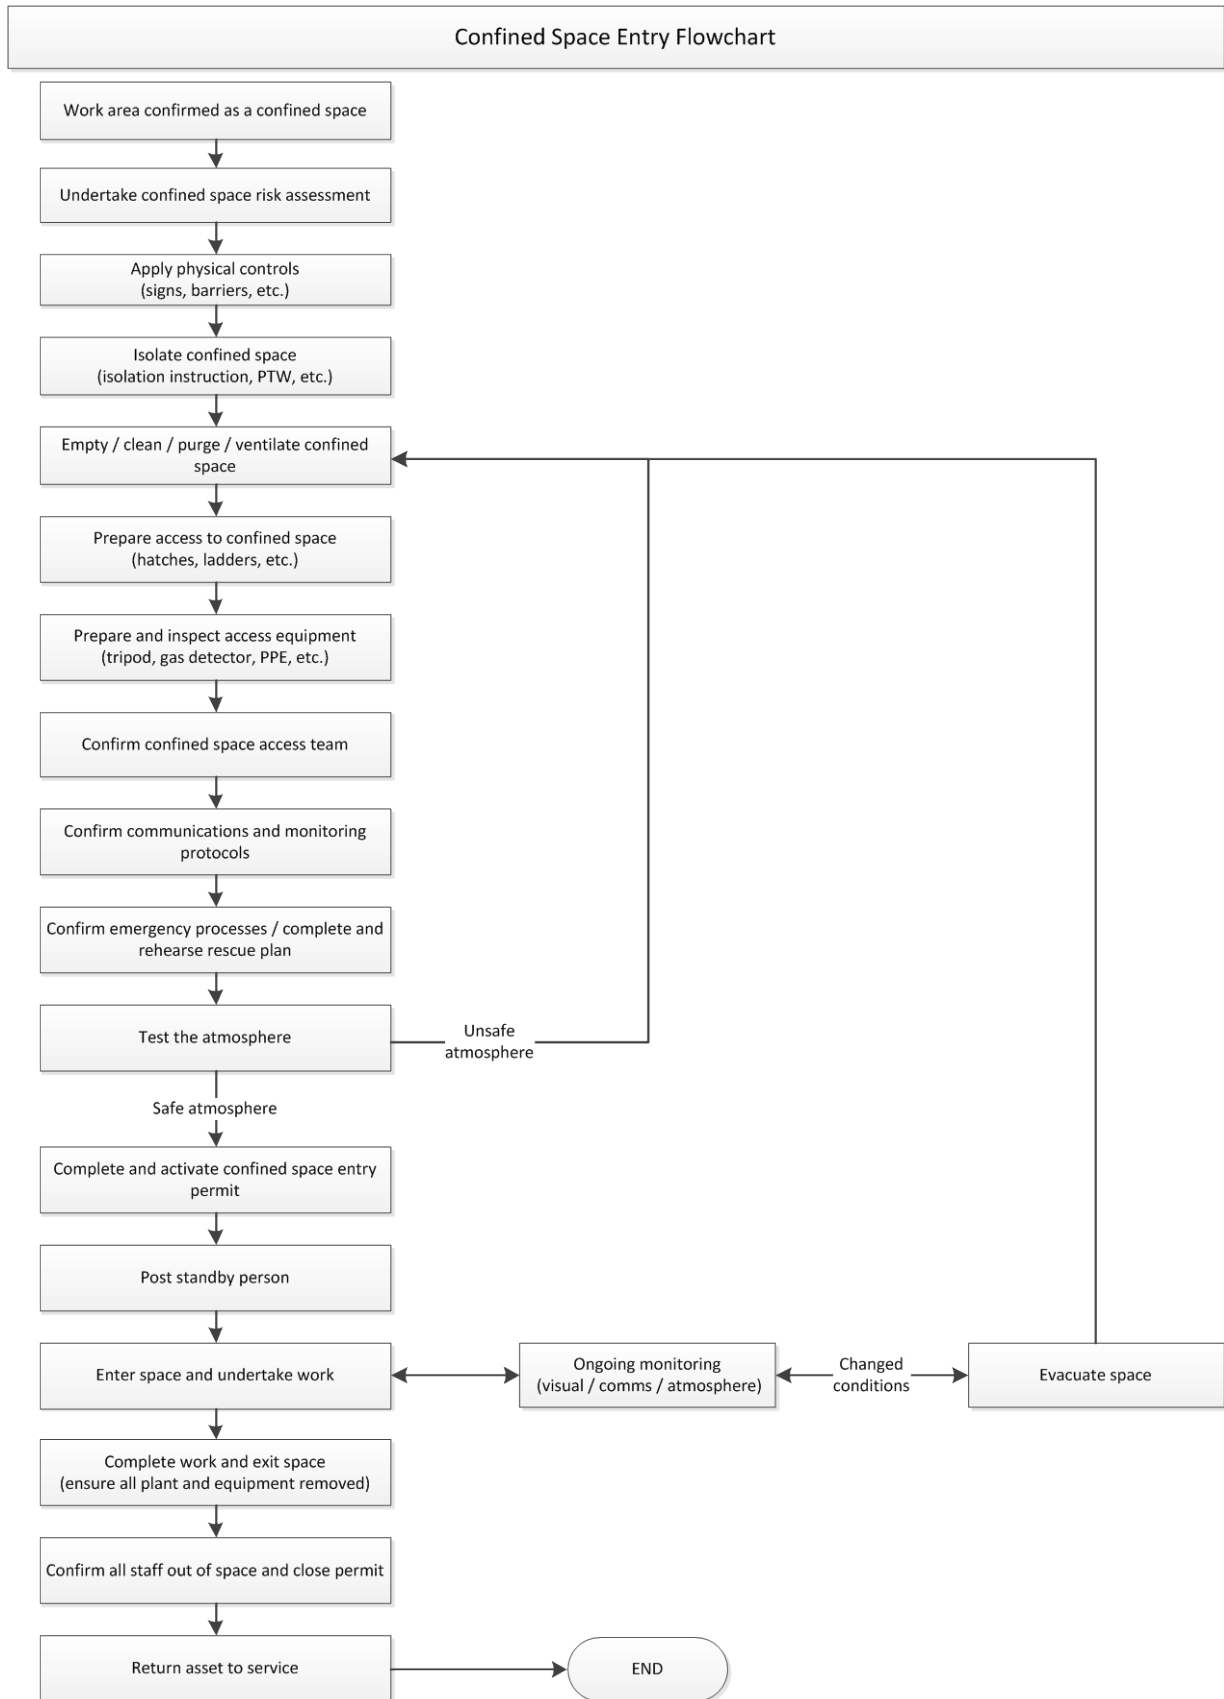 Confined Space Entry Flowchart
Work area confirmed as a confined space
Undertake confined space risk assessment
Apply physical controls
(signs, barriers, etc.)
Isolate confined space
(isolation instruction, PTW, etc.)
Empty / clean / purge / ventilate confined
space
Prepare access to confined space
(hatches, ladders, etc.)
Prepare and inspect access equipment
(tripod, gas detector, PPE, etc.)
Confirm confined space access team
Confirm communications and monitoring
protocols
Confirm emergency processes / complete and
rehearse rescue plan
Test the atmosphere
Unsafe
atmosphere
Safe atmosphere
Complete and activate confined space entry
permit
Post standby person
Enter space and undertake work
Ongoing monitoring
(visual / comms / atmosphere)
Changed
conditions
Evacuate space
Complete work and exit space
(ensure all plant and equipment removed)
Confirm all staff out of space and close permit
Return asset to service
END